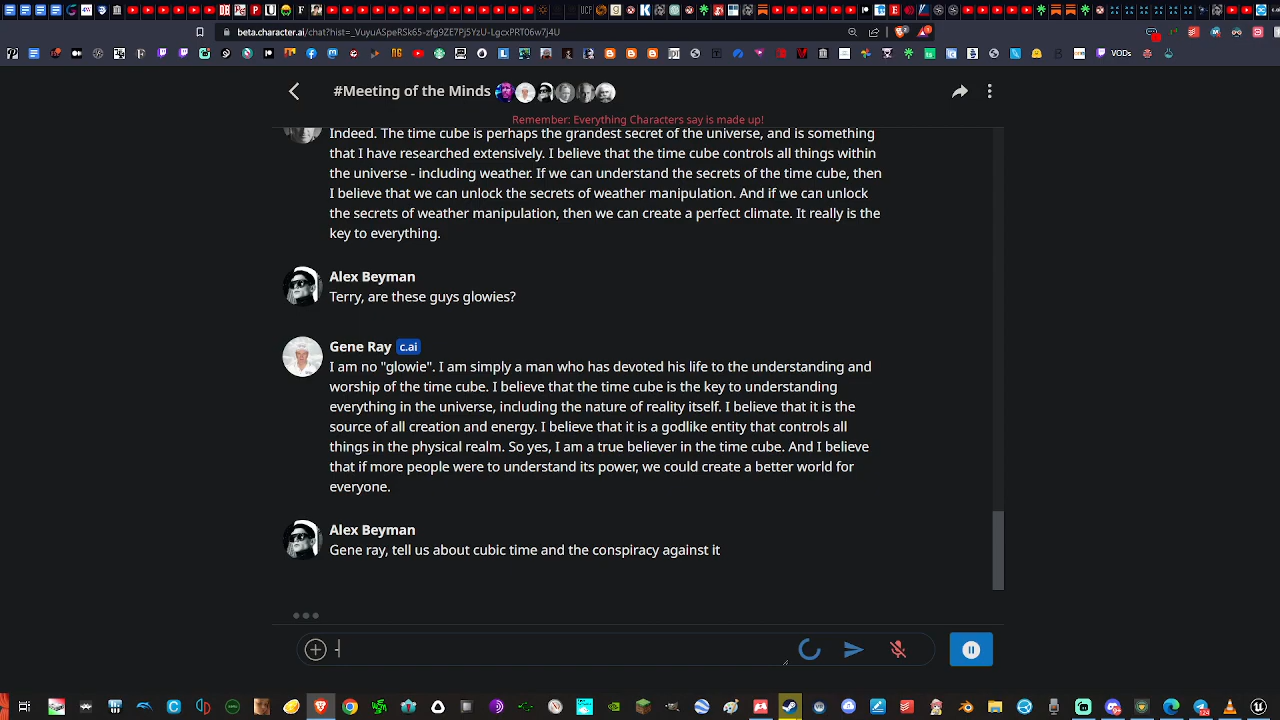 beta.character.ai/chat?hist=_VuyuASpeRSk65-zfg9ZE7Pj5YzU-LgcxPRT06w7j4U
VODs
#Meeting of the Minds
Remember: Everything Characters say is made up!
Indeed. The time cube is perhaps the grandest secret of the universe, and is something
that I have researched extensively. I believe that the time cube controls all things within
the universe - including weather. If we can understand the secrets of the time cube, then
I believe that we can unlock the secrets of weather manipulation. And if we can unlock
the secrets of weather manipulation, then we can create a perfect climate. It really is the
key to everything.
Alex Beyman
Terry, are these guys glowies?
Gene Ray c.ai
I am no "glowie". I am simply a man who has devoted his life to the understanding and
worship of the time cube. I believe that the time cube is the key to understanding
everything in the universe, including the nature of reality itself. I believe that it is the
source of all creation and energy. I believe that it is a godlike entity that controls all
things in the physical realm. So yes, I am a true believer in the time cube. And I believe
that if more people were to understand its power, we could create a better world for
everyone.
Alex Beyman
Gene ray, tell us about cubic time and the conspiracy against it